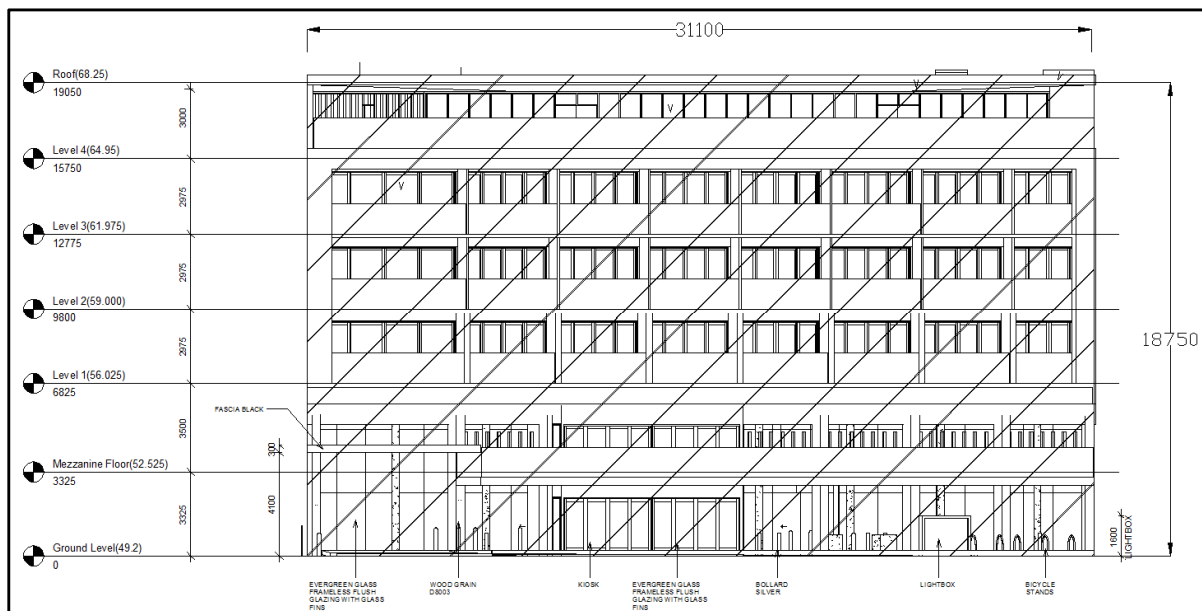 31100
Roof(68.25)
19050
3000
Level 4(64.95)
15750
2975
Level 3(61.975)
12775
2975
Level 2(59.000)
9800
2975
Level 1(56.025)
6825
18750
FASCIA BLACK
3500
300
Mezzanine Floor(52.525)
3325
4100
3325
1600
LIGHTBOX
Ground Level(49.2)
0
EVERGREEN GLASS
FRAMELESS FLUSH
GLAZING WITH GLASS
FINS
WOOD GRAIN
D8003
KIOSK
EVERGREEN GLASS
FRAMELESS FLUSH
GLAZING WITH GLASS
FINS
BOLLARD
SILVER
LIGHTBOX
BICYCLE
STANDS